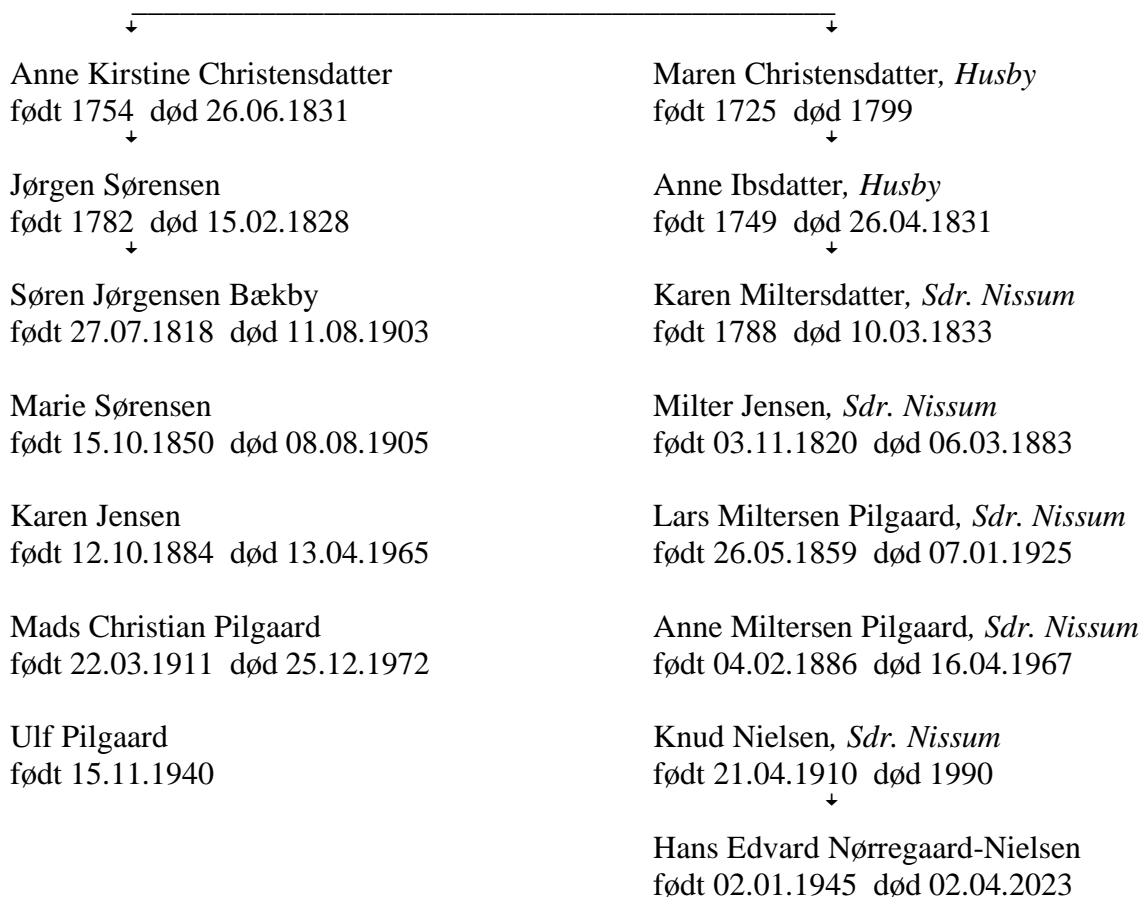 Anne Kirstine Christensdatter
født 1754 død 26.06.1831
Jørgen Sørensen
født 1782 død 15.02.1828
Søren Jørgensen Bækby
født 27.07.1818 død 11.08.1903
Marie Sørensen
født 15.10.1850 død 08.08.1905
Karen Jensen
født 12.10.1884 død 13.04.1965
Mads Christian Pilgaard
født 22.03.1911 død 25.12.1972
Ulf Pilgaard
født 15.11.1940
Maren Christensdatter, Husby
født 1725 død 1799
Anne Ibsdatter, Husby
født 1749 død 26.04.1831
Karen Miltersdatter, Sdr. Nissum
født 1788 død 10.03.1833
Milter Jensen, Sdr. Nissum
født 03.11.1820 død 06.03.1883
Lars Miltersen Pilgaard, Sdr. Nissum
født 26.05.1859 død 07.01.1925
Anne Miltersen Pilgaard, Sdr. Nissum
født 04.02.1886 død 16.04.1967
Knud Nielsen, Sdr. Nissum
født 21.04.1910 død 1990
Hans Edvard Nørregaard-Nielsen
født 02.01.1945 død 02.04.2023